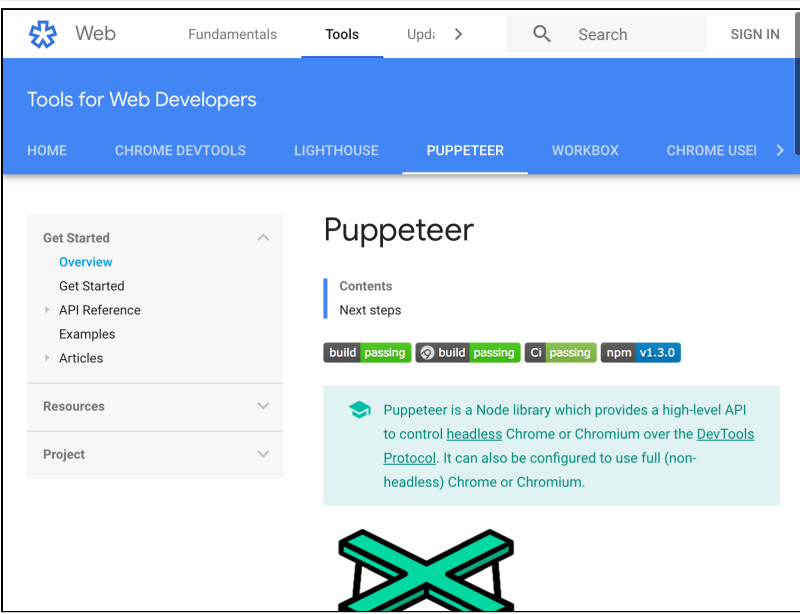 Web Fundamentals Tools Upda Search SIGN IN
Tools for Web Developers
HOME CHROME DEVTOOLS LIGHTHOUSE PUPPETEER WORKBOX CHROME USEI
Get Started
Overview
Get Started
API Reference
Examples
Articles
Resources
Project
Puppeteer
Contents
Next steps
build passing build passing Ci passing npm v1.3.0
Puppeteer is a Node library which provides a high-level API
to control headless Chrome or Chromium over the DevTools
Protocol. It can also be configured to use full (non-
headless) Chrome or Chromium.